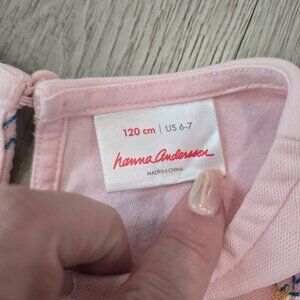 120 cm | US 6-7
hanna andersson
MADE IN CHINA